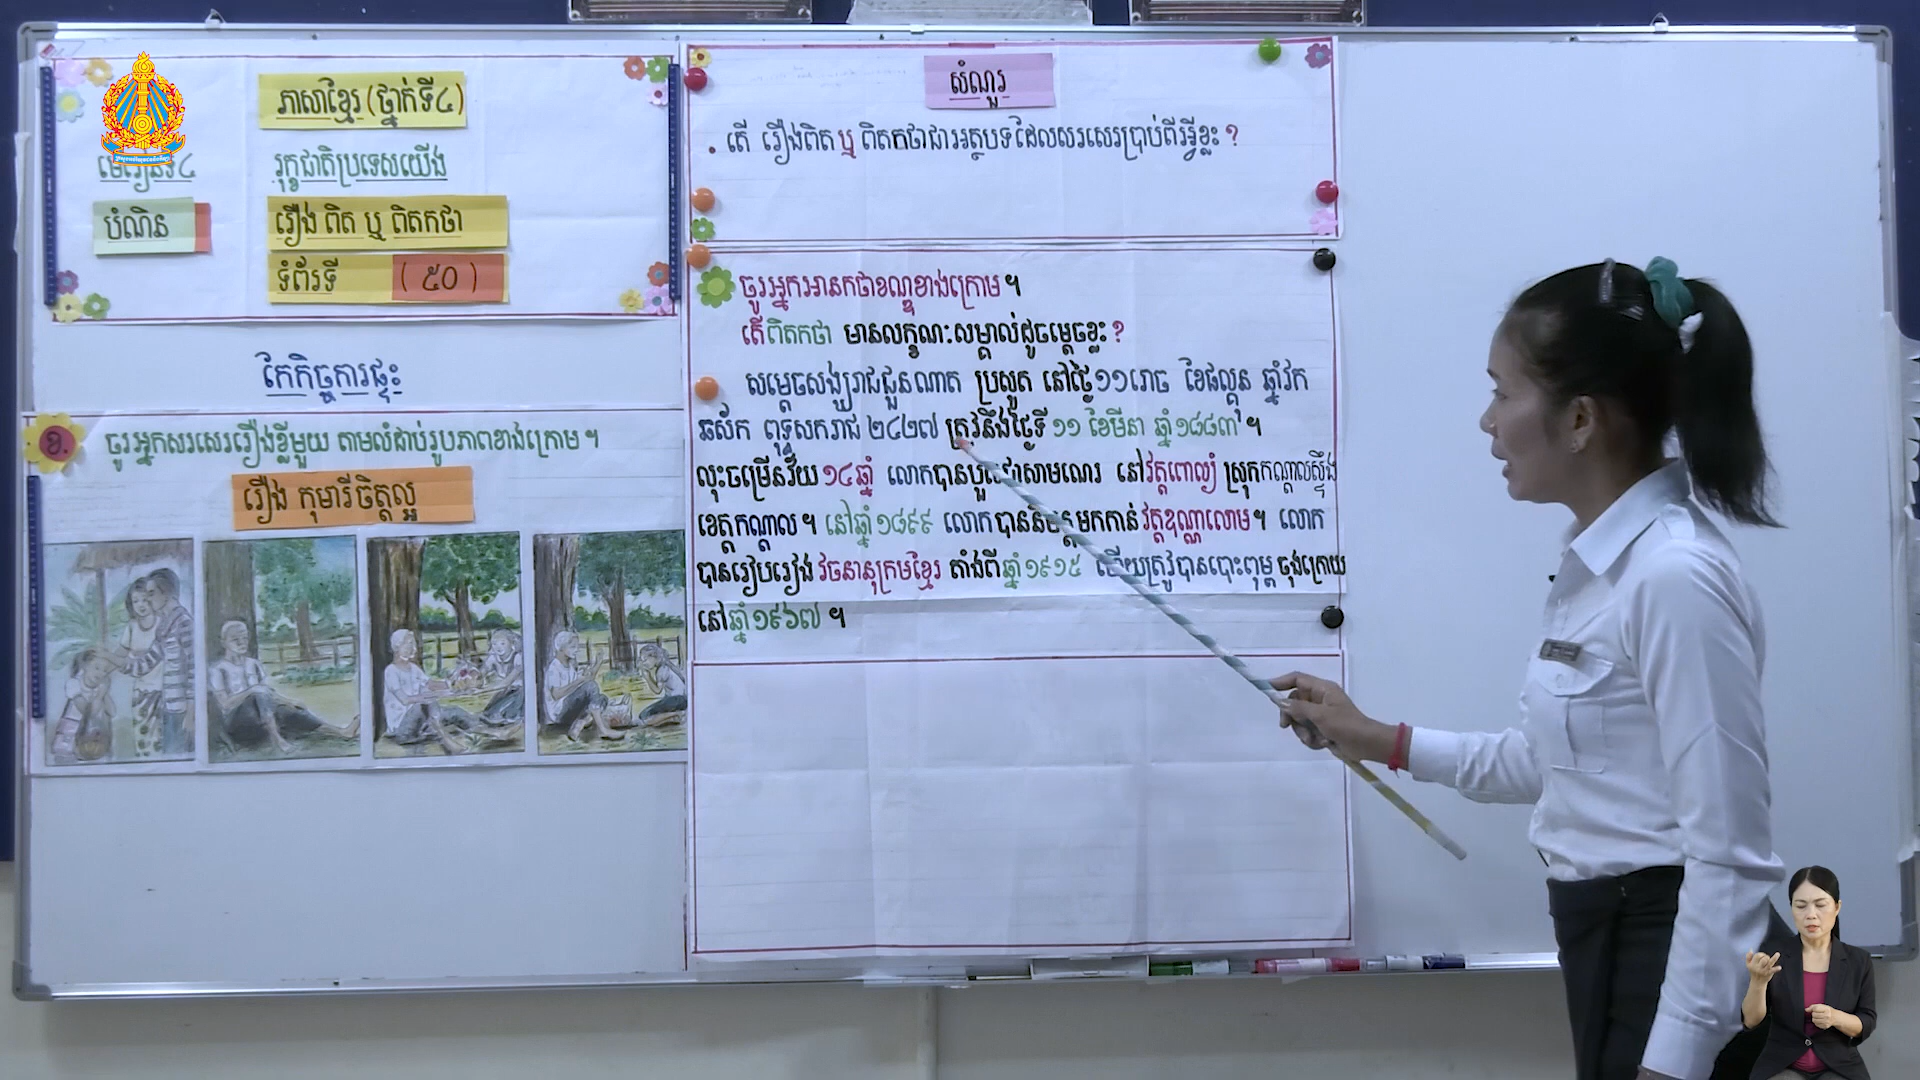 ភាសាខ្មែរ (ថ្នាក់ទី៤)
មេរៀនទី៤
រុក្ខជាតិប្រទេសយើង
បំណិន
រឿង ពិត ឬ ពិតកថា
ទំព័រទី ( ៥០ )
កែកិច្ចការផ្ទះ
ខ. ចូរអ្នកសរសេររឿងខ្លីមួយ តាមលំដាប់រូបភាពខាងក្រោម ។
រឿង កុមារីចិត្តល្អ
សំណួរ
. តើ រឿងពិត ឬ ពិតកថាជាអត្ថបទដែលសរសេរប្រាប់ពីអ្វីខ្លះ ?
ចូរអ្នកអានកថាខណ្ឌខាងក្រោម ។
តើពិតកថា មានលក្ខណៈសម្គាល់ដូចម្ដេចខ្លះ ?
សម្ដេចសង្ឃរាជជួនណាត ប្រសូត នៅថ្ងៃ១១រោច ខែផល្គុន ឆ្នាំវក
ឆស័ក ពុទ្ធសករាជ ២៤២៧ ត្រូវនឹងថ្ងៃទី ១១ ខែមីនា ឆ្នាំ១៨៨៣ ។
លុះចម្រើនវ័យ ១៤ ឆ្នាំ លោកបានបួសជាសាមណេរ នៅវត្តពោល្យំ ស្រុកកណ្ដាលស្ទឹង
ខេត្តកណ្ដាល ។ នៅឆ្នាំ ១៨៩៩ លោកបាននិមន្តមកកាន់ វត្តឧណ្ណាលោម ។ លោក
បានរៀបរៀង វចនានុក្រមខ្មែរ តាំងពីឆ្នាំ ១៩១៥ ហើយត្រូវបានបោះពុម្ព ចុងក្រោយ
នៅឆ្នាំ ១៩៦៧ ។